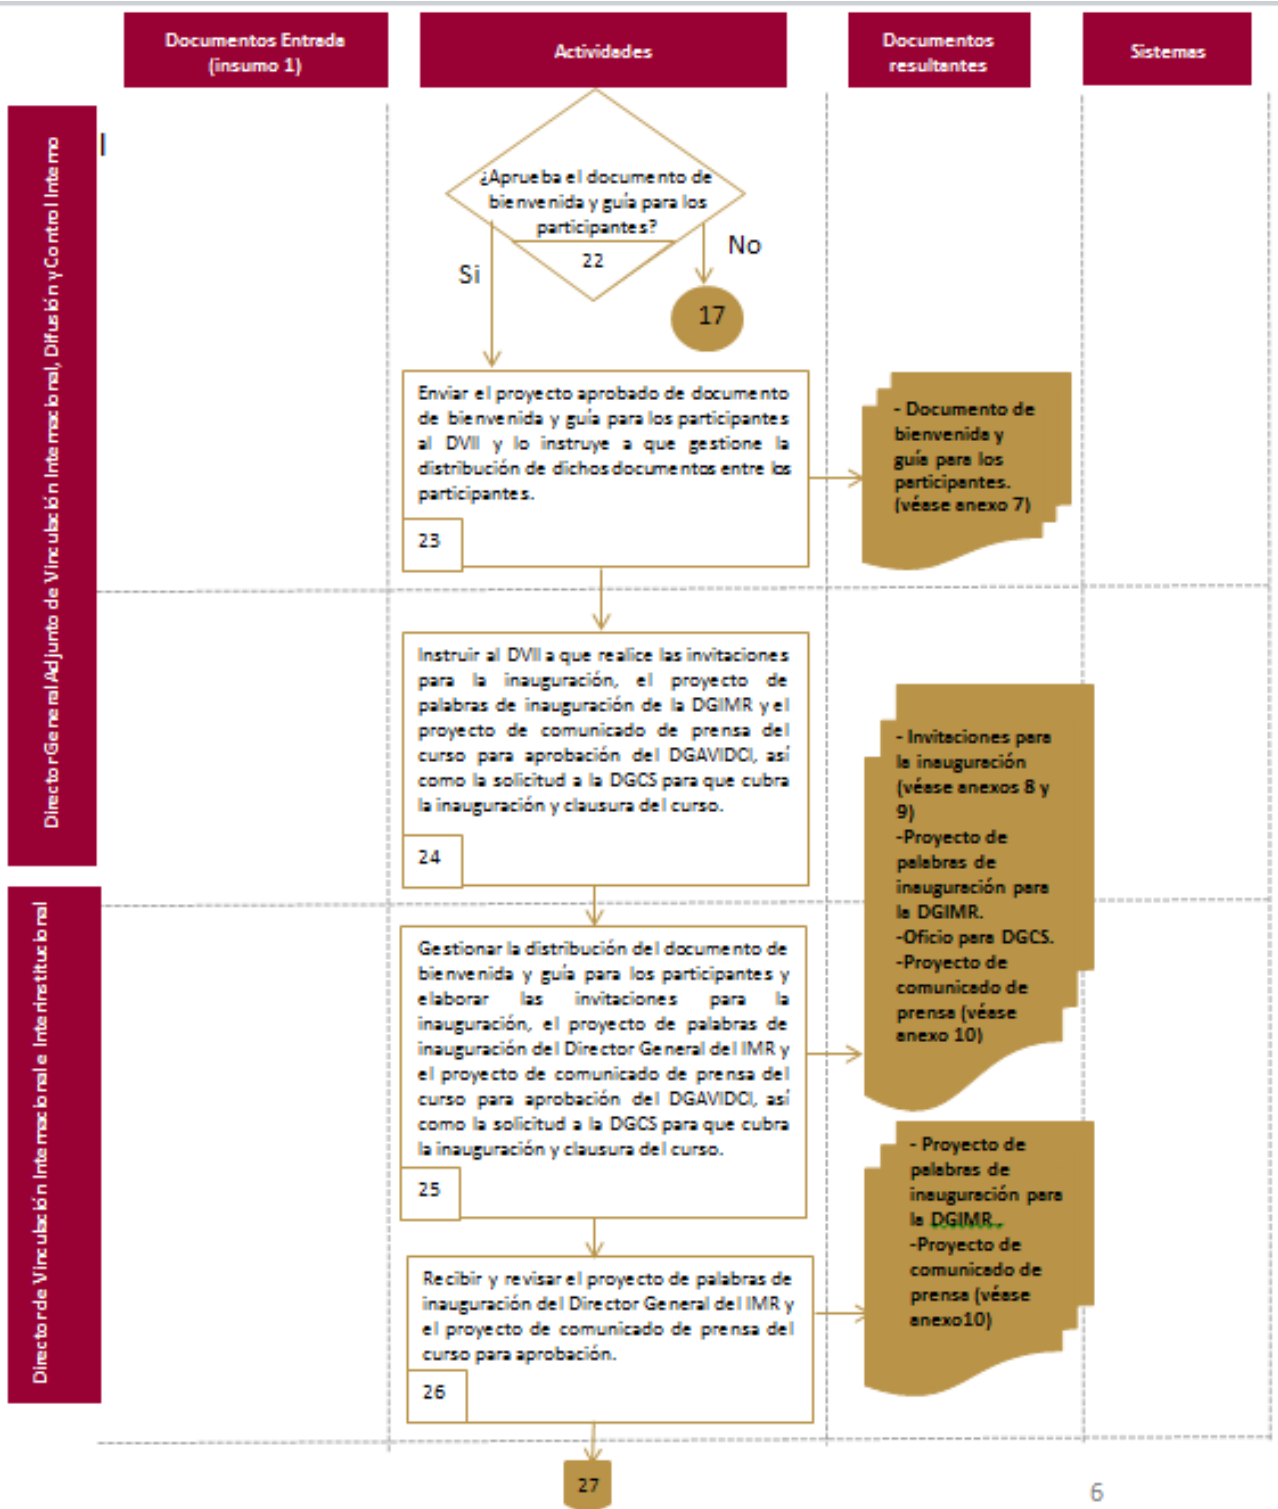 Documentos Entrada
(insumo 1)
Actividades
Documentos
resultantes
Sistemas
Director General Adjunto de Vinculación Internacional, Difusión y Control Interno
¿Aprueba el documento de
bienvenida y guía para los
participantes?
22
Si
No
17
Enviar el proyecto aprobado de documento
de bienvenida y guía para los participantes
al DVII y lo instruye a que gestione la
distribución de dichos documentos entre los
participantes.
23
- Documento de
bienvenida y
guía para los
participantes.
(véase anexo 7)
Instruir al DVII a que realice las invitaciones
para la inauguración, el proyecto de
palabras de inauguración de la DGIMR y el
proyecto de comunicado de prensa del
curso para aprobación del DGAVIDCI, así
como la solicitud a la DGCS para que cubra
la inauguración y clausura del curso.
24
- Invitaciones para
la inauguración
(véase anexos 8 y
9)
-Proyecto de
palabras de
inauguración para
la DGIMR.
-Oficio para DGCS.
-Proyecto de
comunicado de
prensa (véase
anexo 10)
Director de Vinculación Internacional e Interinstitucional
Gestionar la distribución del documento de
bienvenida y guía para los participantes y
elaborar las invitaciones para la
inauguración, el proyecto de palabras de
inauguración del Director General del IMR y
el proyecto de comunicado de prensa del
curso para aprobación del DGAVIDCI, así
como la solicitud a la DGCS para que cubra
la inauguración y clausura del curso.
25
- Proyecto de
palabras de
inauguración para
la DGIMR.
-Proyecto de
comunicado de
prensa (véase
anexo10)
Recibir y revisar el proyecto de palabras de
inauguración del Director General del IMR y
el proyecto de comunicado de prensa del
curso para aprobación.
26
27
6